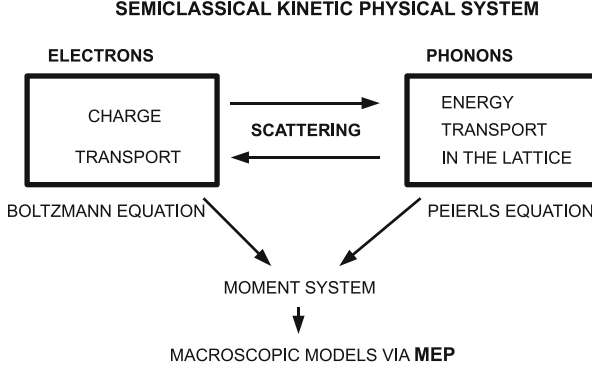 SEMICLASSICAL KINETIC PHYSICAL SYSTEM
ELECTRONS
PHONONS
CHARGE
TRANSPORT
SCATTERING
ENERGY
TRANSPORT
IN THE LATTICE
BOLTZMANN EQUATION
PEIERLS EQUATION
MOMENT SYSTEM
MACROSCOPIC MODELS VIA MEP